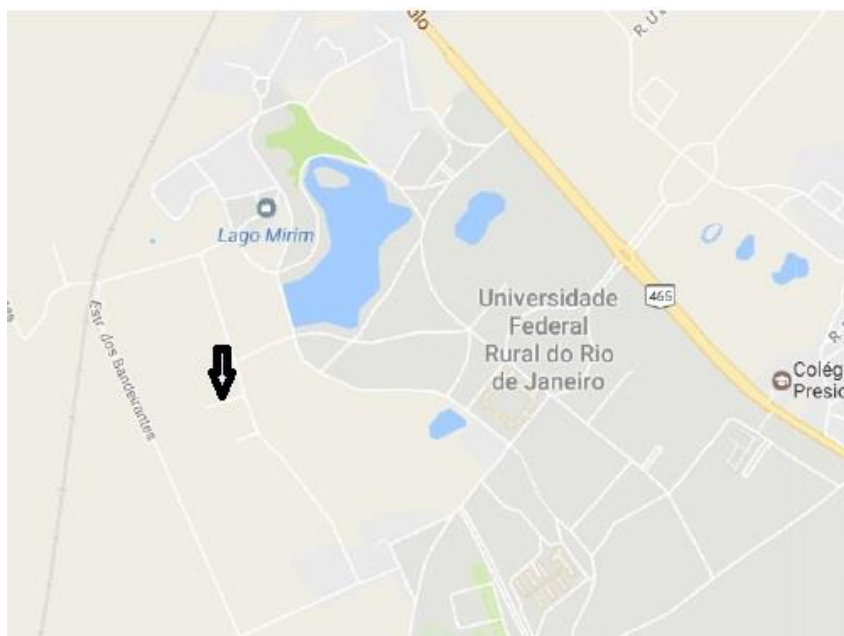 Lago Mirim
Universidade
Federal
Rural do Rio
de Janeiro
465
Estr. dos Bandeirantes
Colég
Presid